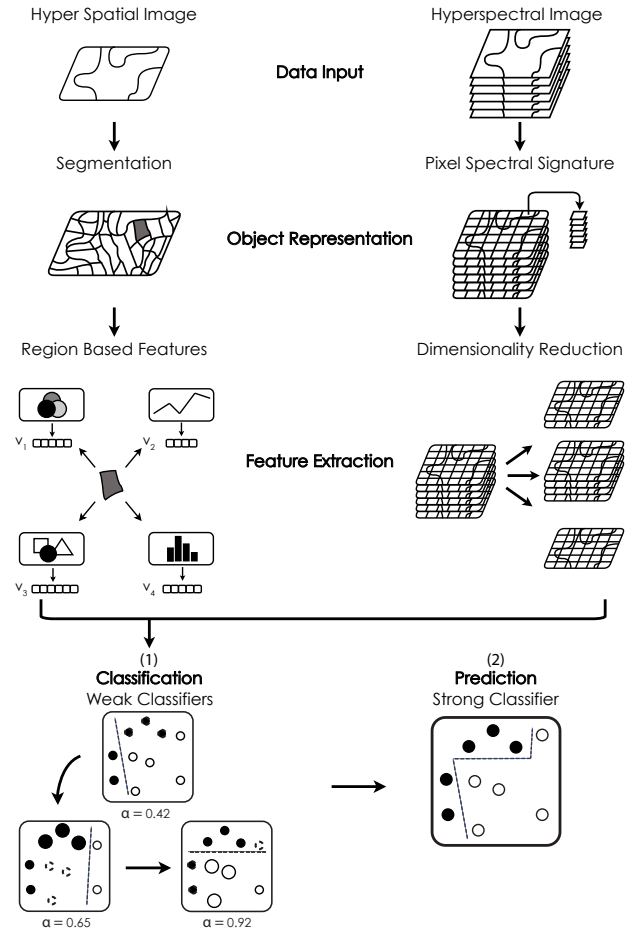 Hyper Spatial Image
Hyperspectral Image
Data Input
Segmentation
Pixel Spectral Signature
Object Representation
Region Based Features
Dimensionality Reduction
V1
V2
Feature Extraction
V3
V4
(1)
Classification
Weak Classifiers
(2)
Prediction
Strong Classifier
α = 0.42
α = 0.65
α = 0.92